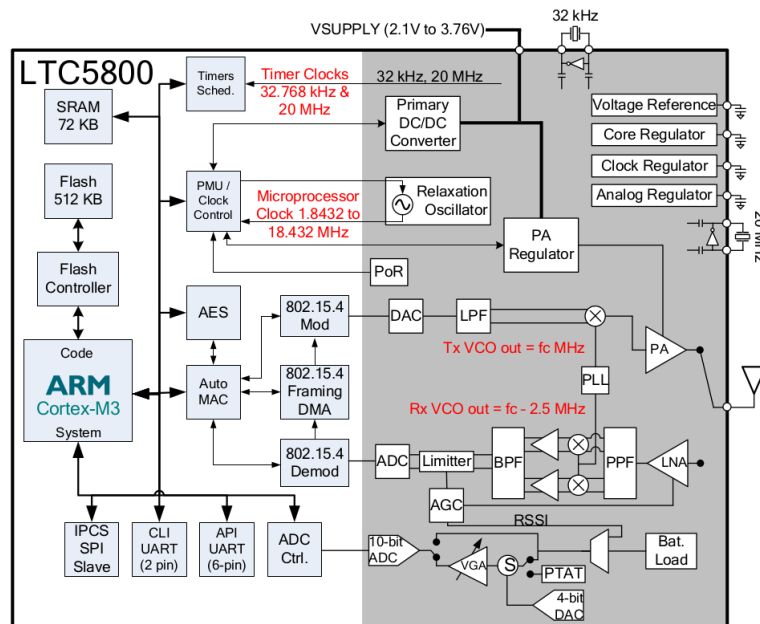 VSUPPLY (2.1V to 3.76V)
32 kHz
LTC5800
Timers
Sched.
Timer Clocks
32.768 kHz &
20 MHz
32 kHz, 20 MHz
SRAM
72 KB
Primary
DC/DC
Converter
Voltage Reference
Core Regulator
Clock Regulator
Analog Regulator
Flash
512 KB
PMU /
Clock
Control
Microprocessor
Clock 1.8432 to
18.432 MHz
Relaxation
Oscillator
20 MHz
PA
Regulator
PoR
Flash
Controller
AES
802.15.4
Mod
DAC
LPF
Tx VCO out = fc MHz
PA
Code
ARM
Cortex-M3
System
Auto
MAC
802.15.4
Framing
DMA
PLL
Rx VCO out = fc - 2.5 MHz
802.15.4
Demod
ADC
Limitter
BPF
PPF
LNA
AGC
RSSI
IPCS
SPI
Slave
CLI
UART
(2 pin)
API
UART
(6-pin)
ADC
Ctrl.
10-bit
ADC
VGA
S
PTAT
4-bit
DAC
Bat.
Load